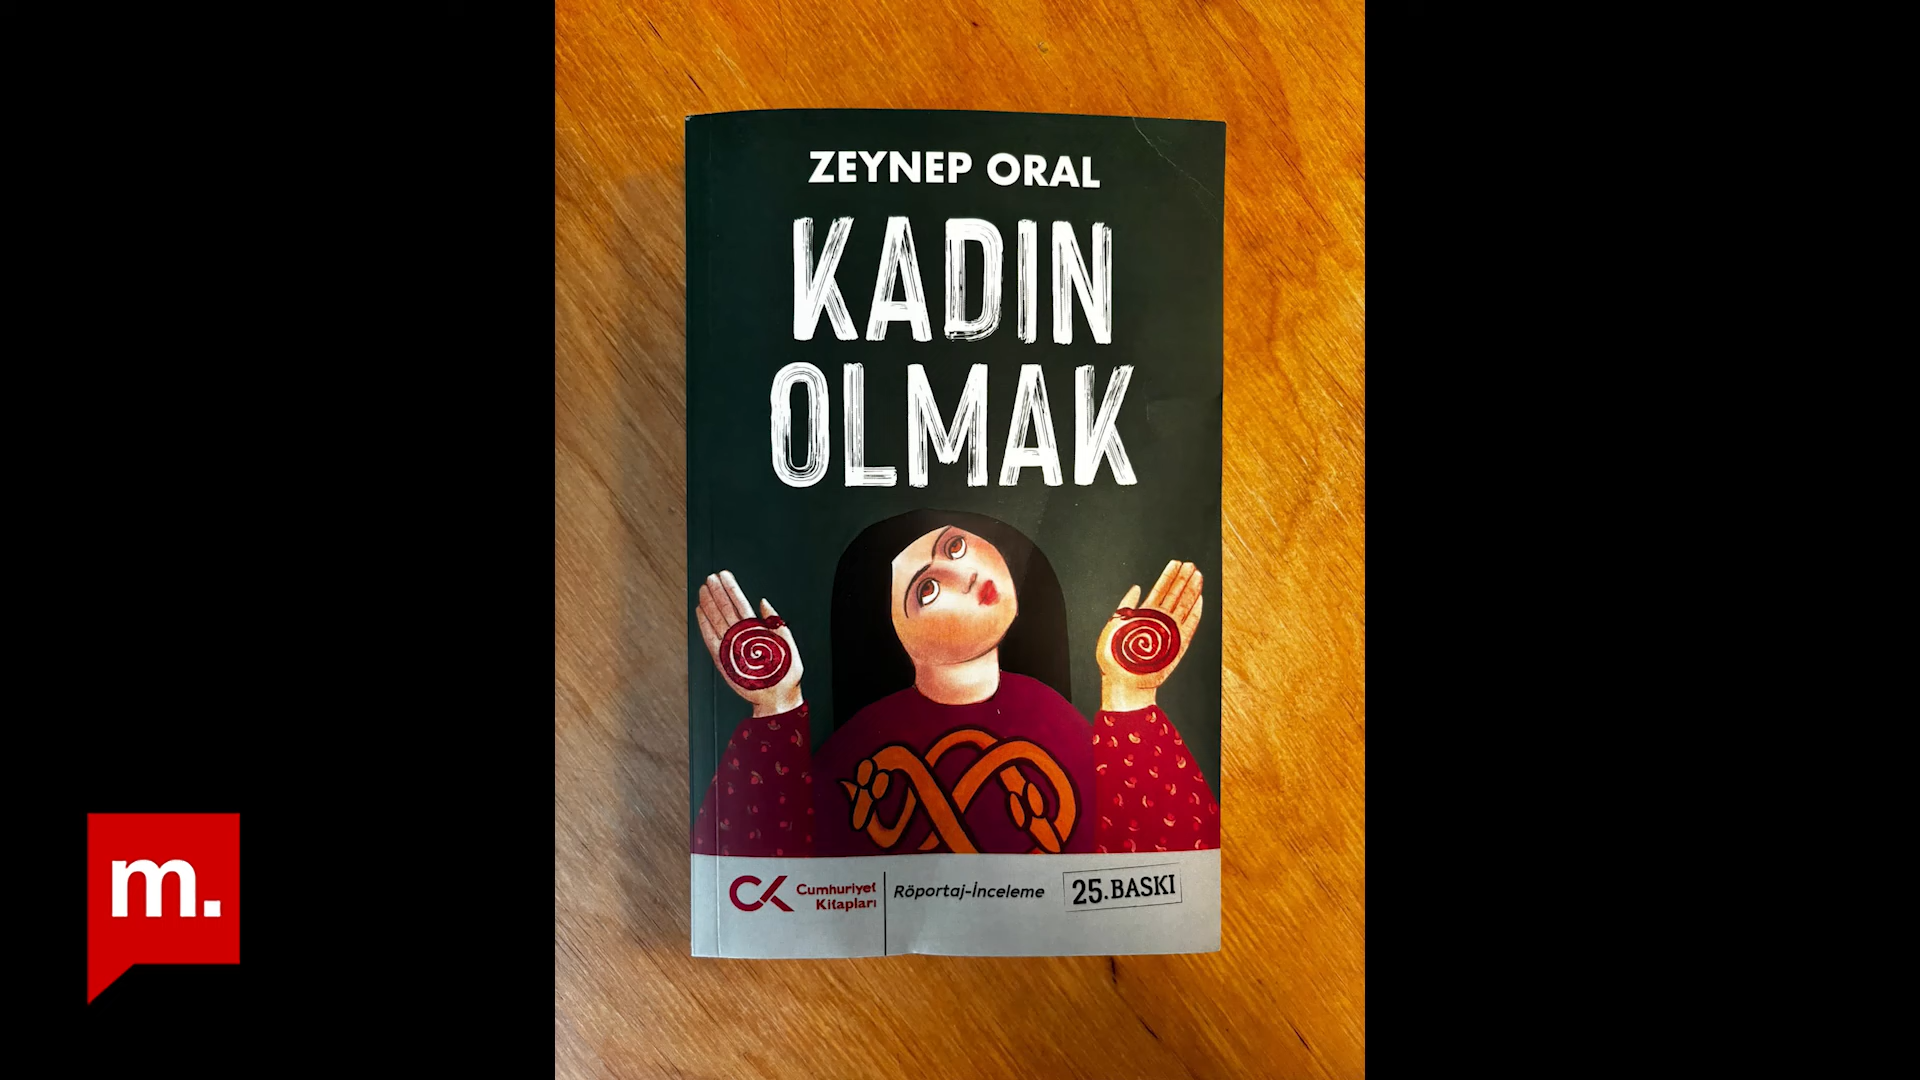 ZEYNEP ORAL
KADIN
OLMAK
Cumhuriyet
Kitapları
Röportaj-İnceleme
25. BASKI
m.